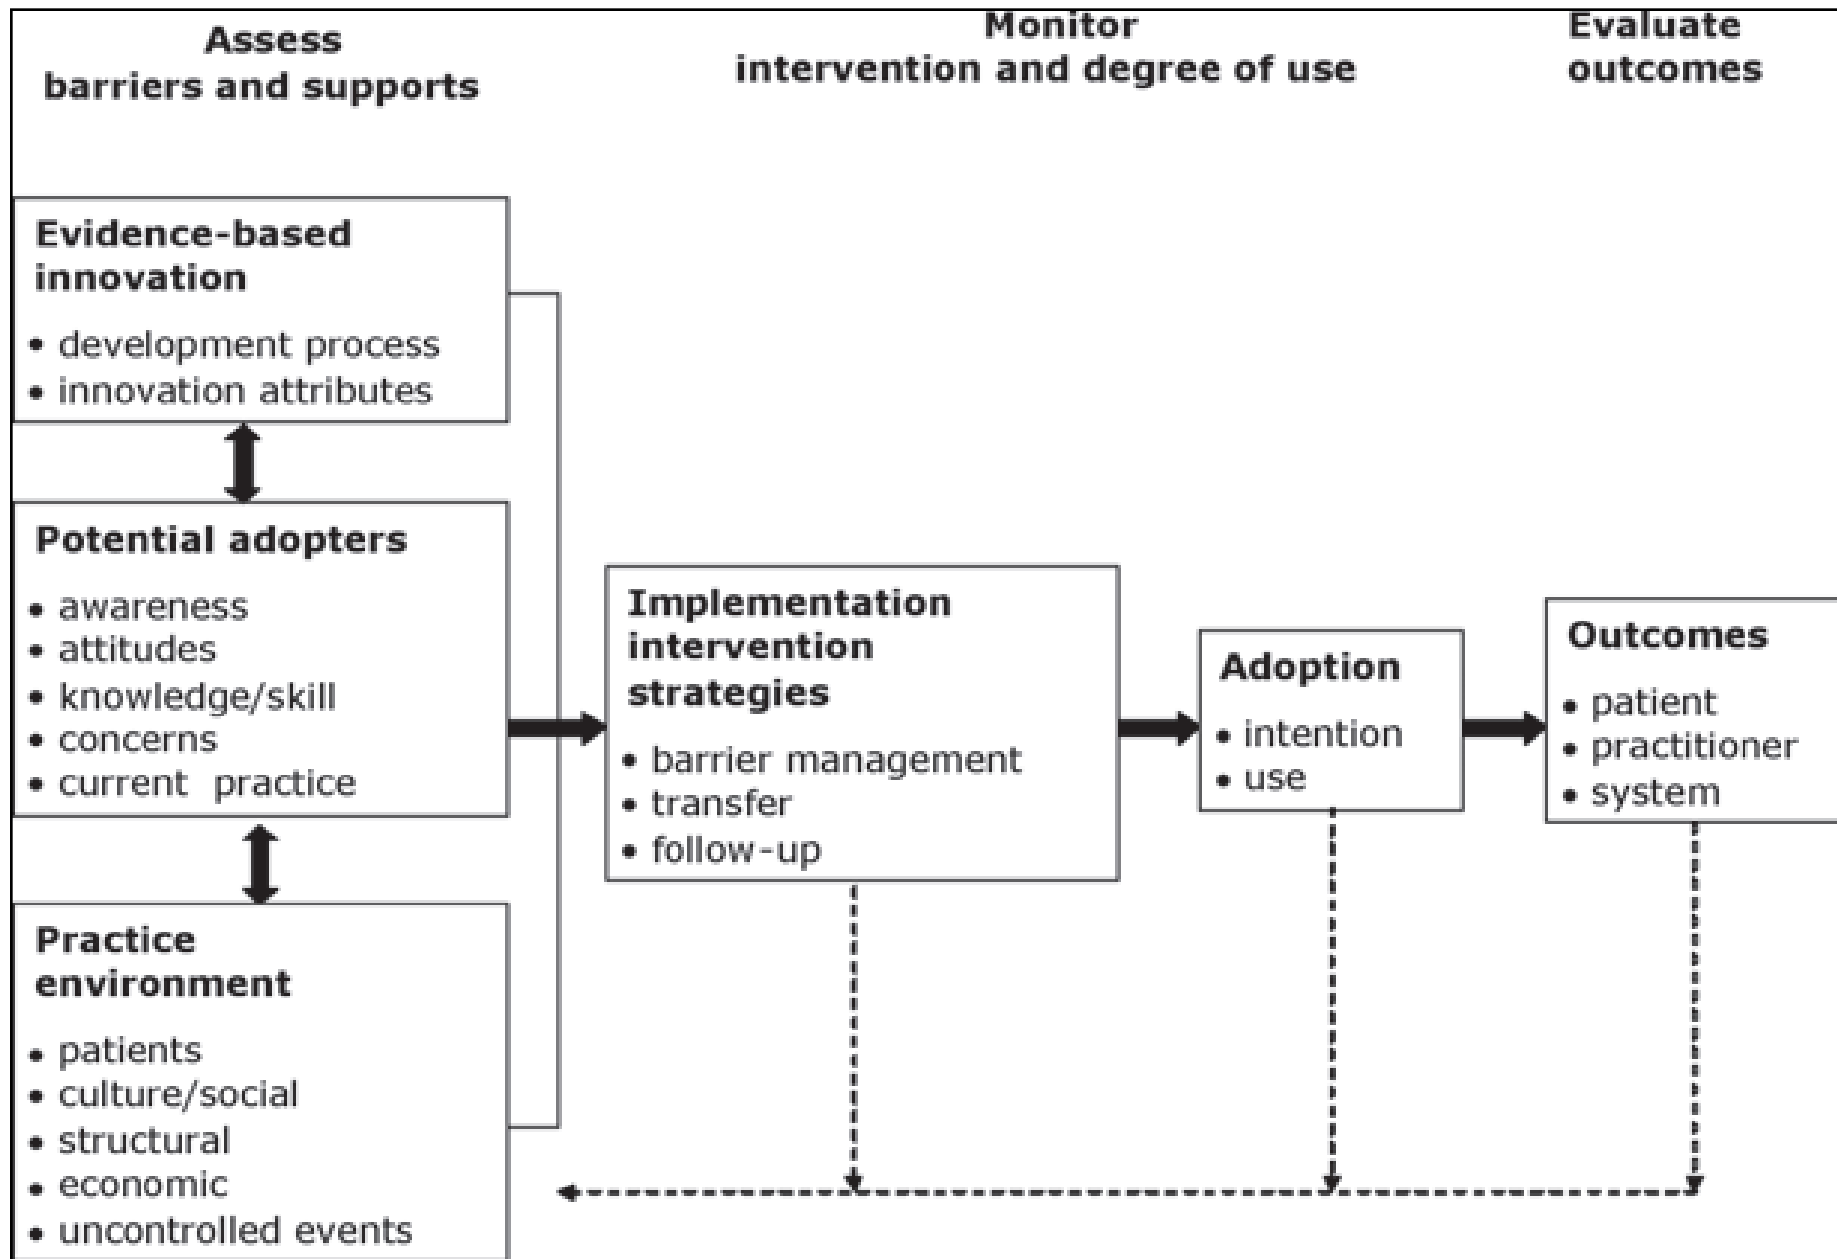 Assess
barriers and supports
Monitor
intervention and degree of use
Evaluate
outcomes
Evidence-based
innovation
• development process
• innovation attributes
Potential adopters
• awareness
• attitudes
• knowledge/skill
• concerns
• current practice
Practice
environment
• patients
• culture/social
• structural
• economic
• uncontrolled events
Implementation
intervention
strategies
• barrier management
• transfer
• follow-up
Adoption
• intention
• use
Outcomes
• patient
• practitioner
• system